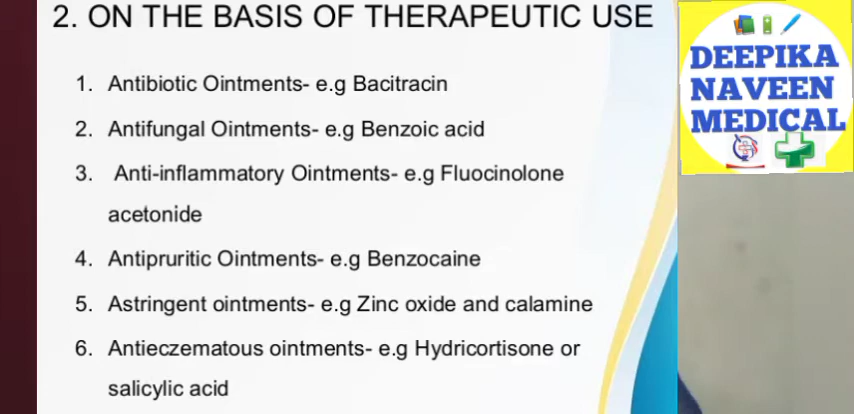 2. ON THE BASIS OF THERAPEUTIC USE
1. Antibiotic Ointments- e.g Bacitracin
2. Antifungal Ointments- e.g Benzoic acid
3. Anti-inflammatory Ointments- e.g Fluocinolone
acetonide
4. Antipruritic Ointments- e.g Benzocaine
5. Astringent ointments- e.g Zinc oxide and calamine
6. Antieczematous ointments- e.g Hydricortisone or
salicylic acid
DEEPIKA
NAVEEN
MEDICAL